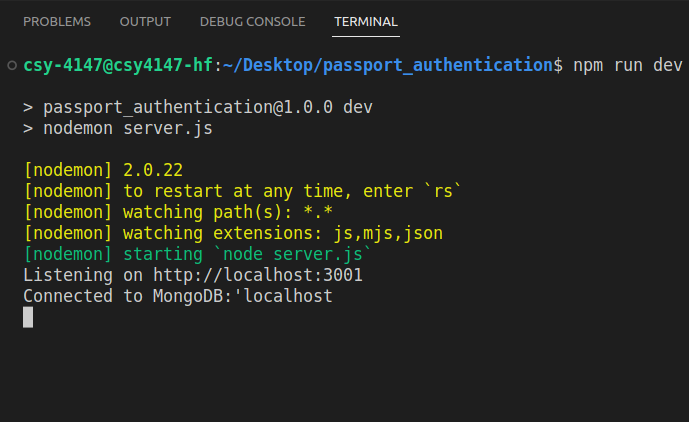 PROBLEMS OUTPUT DEBUG CONSOLE TERMINAL
csy-4147@csy4147-hf:~/Desktop/passport_authentication$ npm run dev
> passport_authentication@1.0.0 dev
> nodemon server.js
[nodemon] 2.0.22
[nodemon] to restart at any time, enter `rs`
[nodemon] watching path(s): *.*
[nodemon] watching extensions: js,mjs,json
[nodemon] starting `node server.js`
Listening on http://localhost:3001
Connected to MongoDB:'localhost